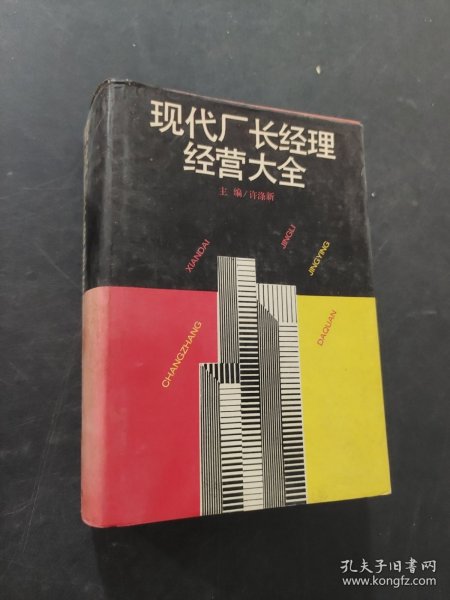 现代厂长经理
经营大全
主 编/许涤新
XIANDAI
JINGLI
JINGYING
CHANGZHANG
DAQUAN
孔夫子旧书网
www.kongfz.com